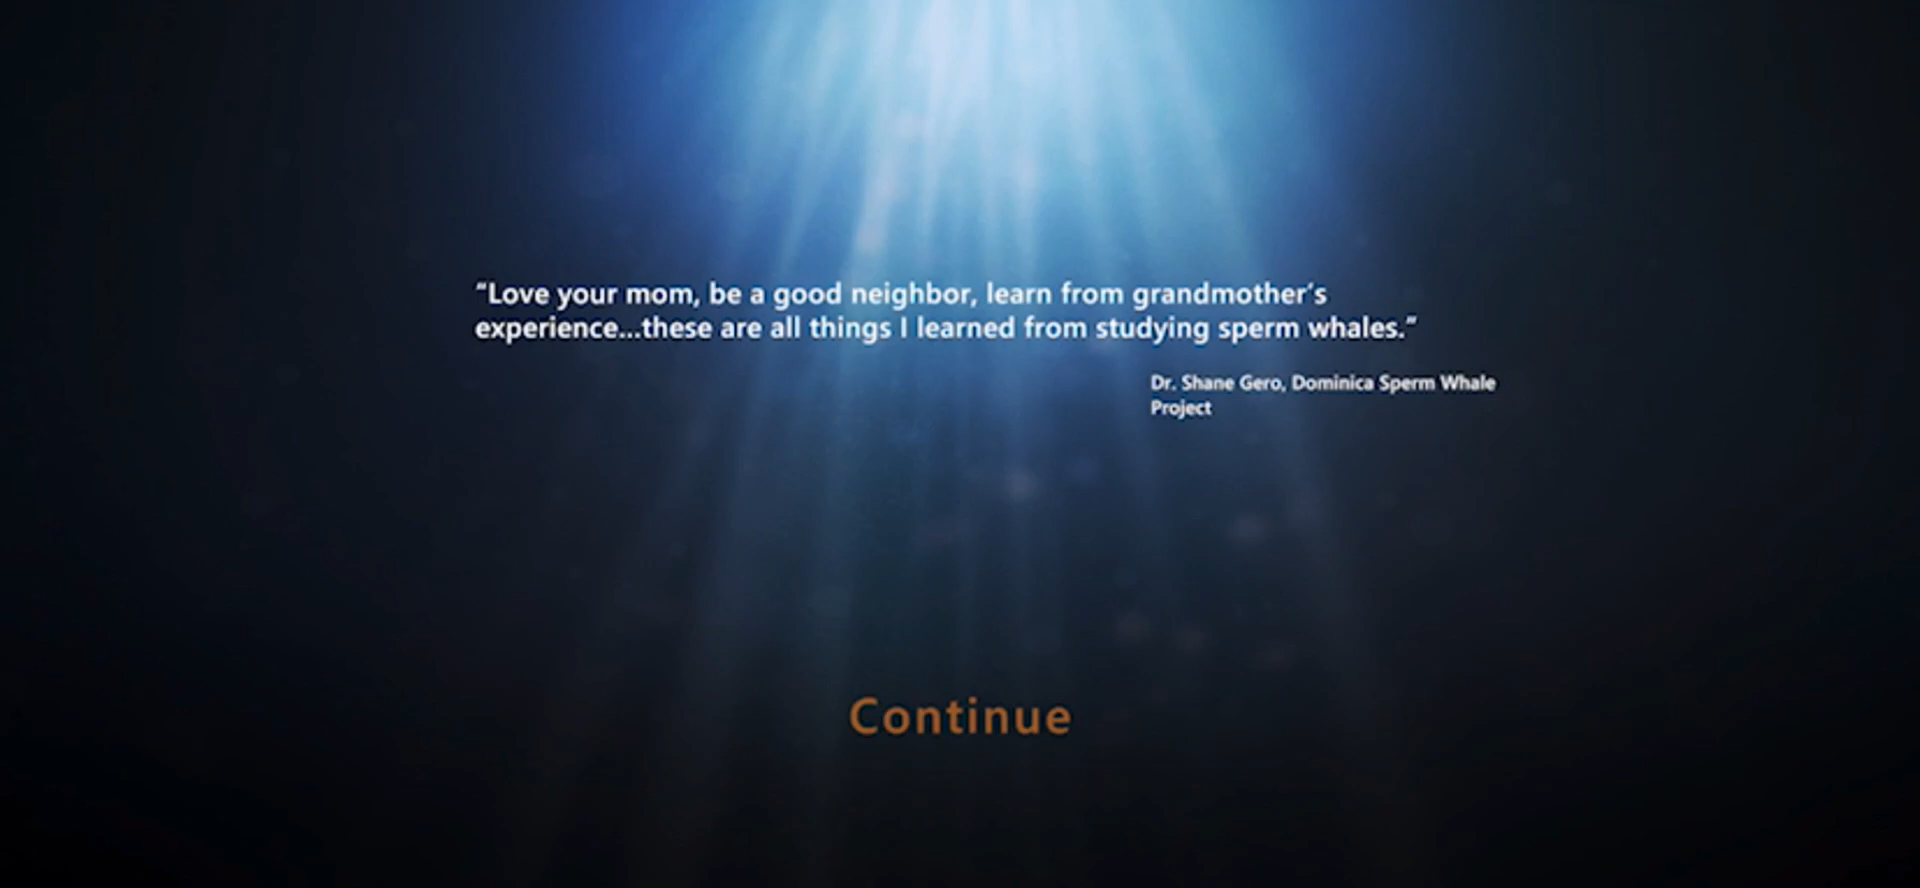 “Love your mom, be a good neighbor, learn from grandmother’s
experience...these are all things I learned from studying sperm whales.”
Dr. Shane Gero, Dominica Sperm Whale
Project
Continue